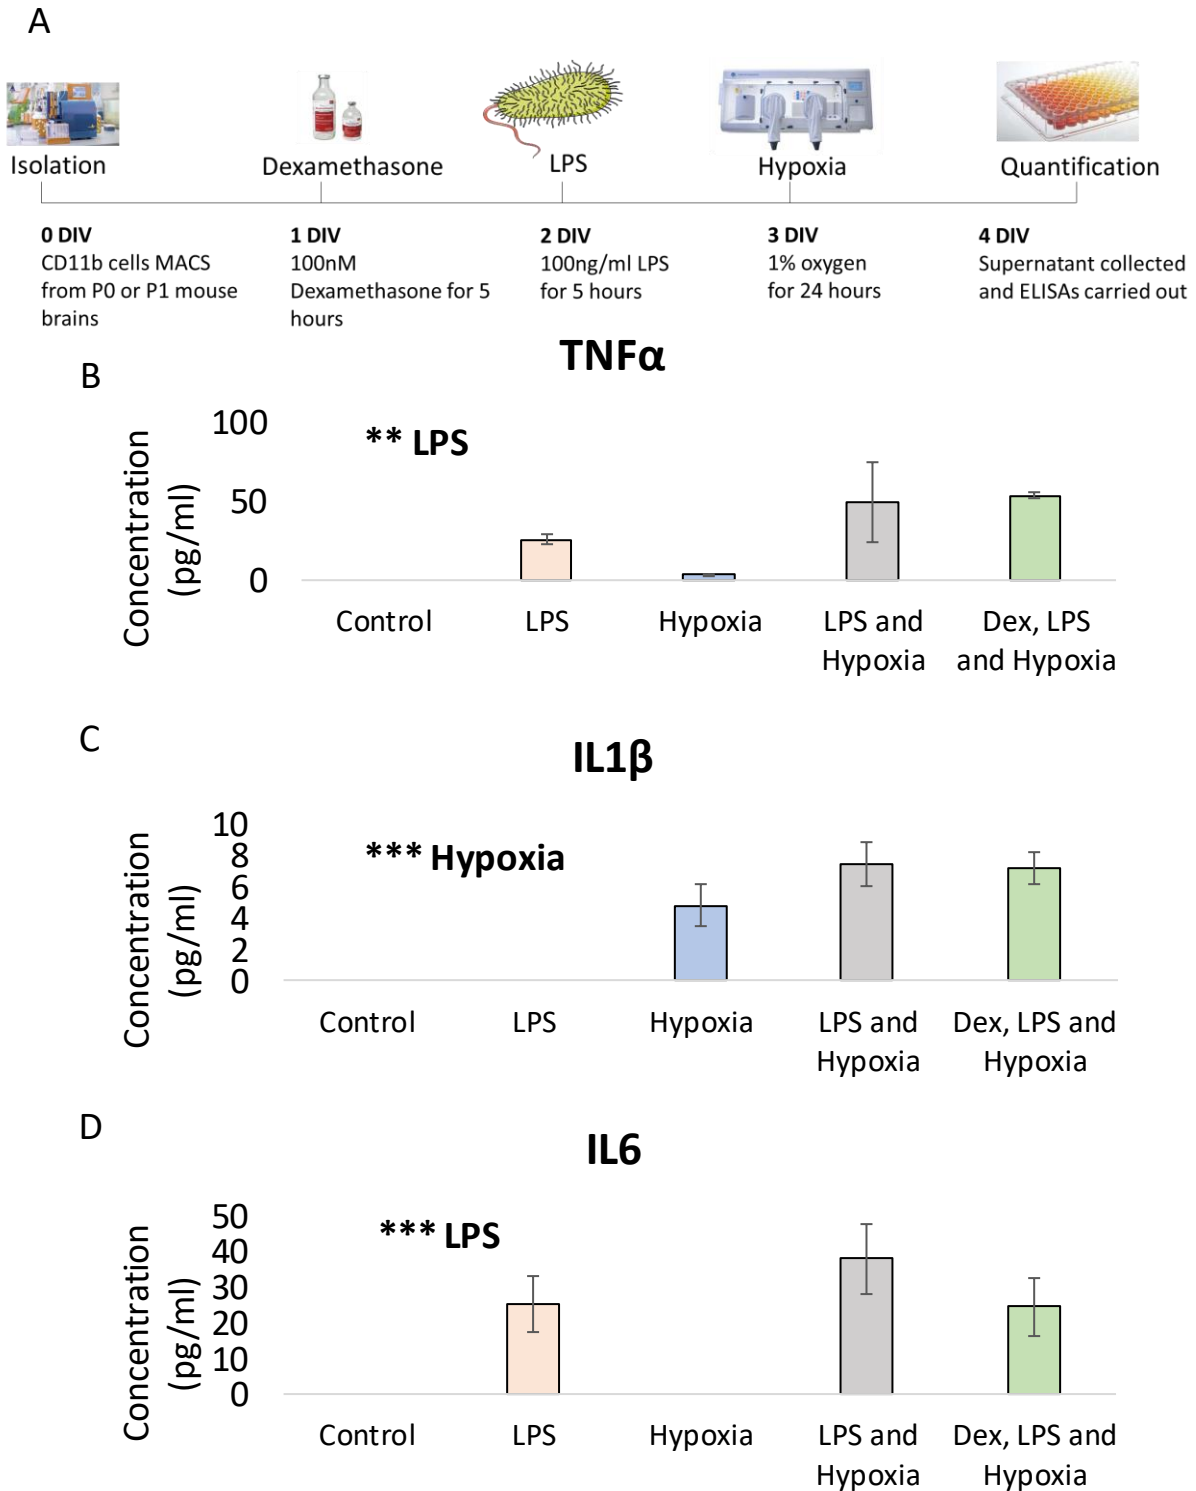 A
Isolation
Dexamethasone
LPS
Hypoxia
Quantification
0 DIV
CD11b cells MACS
from P0 or P1 mouse
brains
1 DIV
100nM
Dexamethasone for 5
hours
2 DIV
100ng/ml LPS
for 5 hours
3 DIV
1% oxygen
for 24 hours
4 DIV
Supernatant collected
and ELISAs carried out
B
TNFα
Concentration
(pg/ml)
100
50
0
** LPS
Control
LPS
Hypoxia
LPS and
Hypoxia
Dex, LPS
and Hypoxia
C
IL1β
Concentration
(pg/ml)
10
8
6
4
2
0
*** Hypoxia
Control
LPS
Hypoxia
LPS and
Hypoxia
Dex, LPS and
Hypoxia
D
IL6
Concentration
(pg/ml)
50
40
30
20
10
0
*** LPS
Control
LPS
Hypoxia
LPS and
Hypoxia
Dex, LPS and
Hypoxia